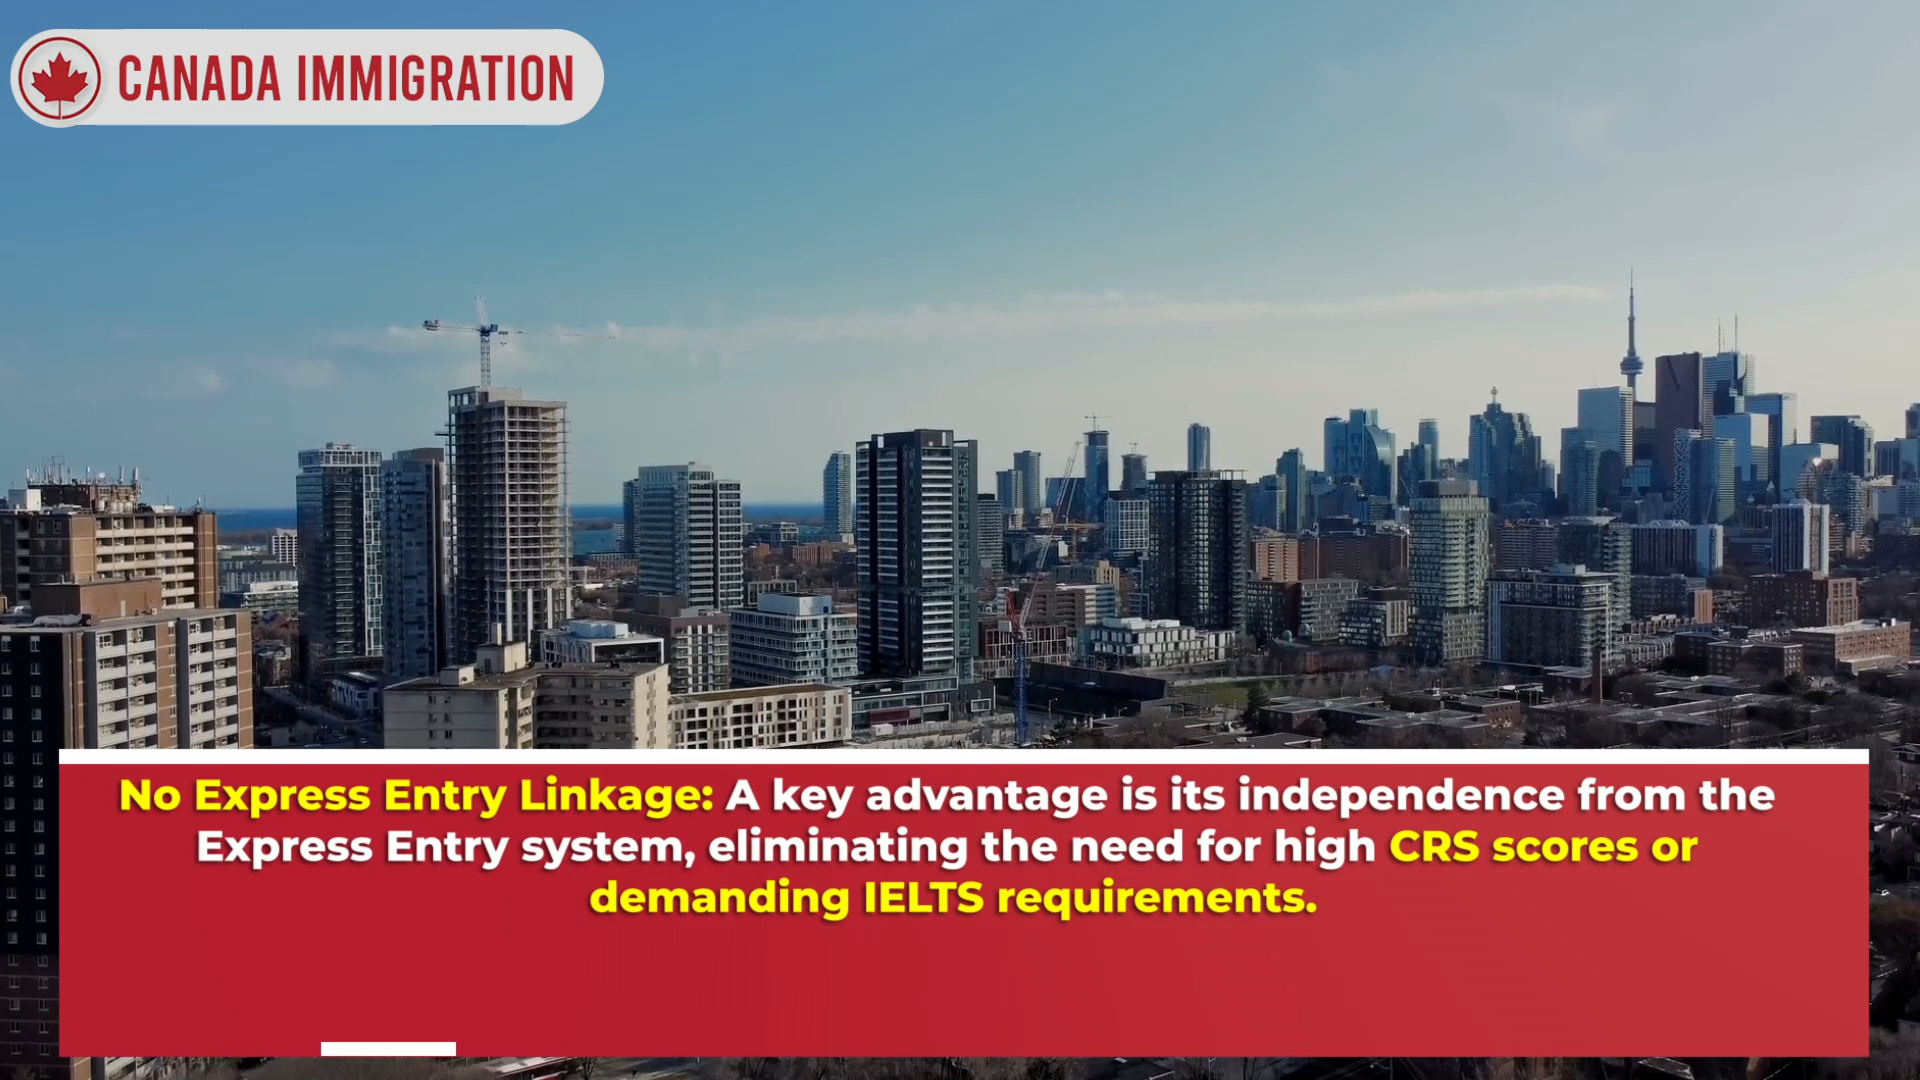 CANADA IMMIGRATION
No Express Entry Linkage: A key advantage is its independence from the
Express Entry system, eliminating the need for high CRS scores or
demanding IELTS requirements.